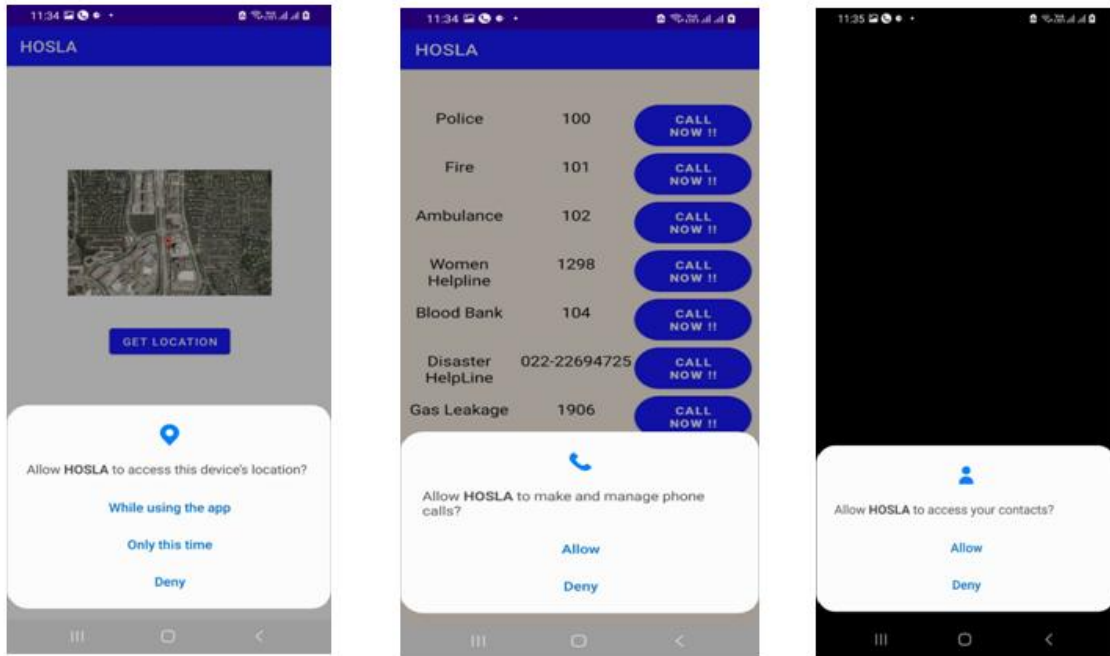 11:34
HOSLA
GET LOCATION
Allow HOSLA to access this device's location?
While using the app
Only this time
Deny
11:34
HOSLA
Police 100 CALL NOW !!
Fire 101 CALL NOW !!
Ambulance 102 CALL NOW !!
Women Helpline 1298 CALL NOW !!
Blood Bank 104 CALL NOW !!
Disaster HelpLine 022-22694725 CALL NOW !!
Gas Leakage 1906 CALL NOW !!
Allow HOSLA to make and manage phone
calls?
Allow
Deny
11:35
Allow HOSLA to access your contacts?
Allow
Deny